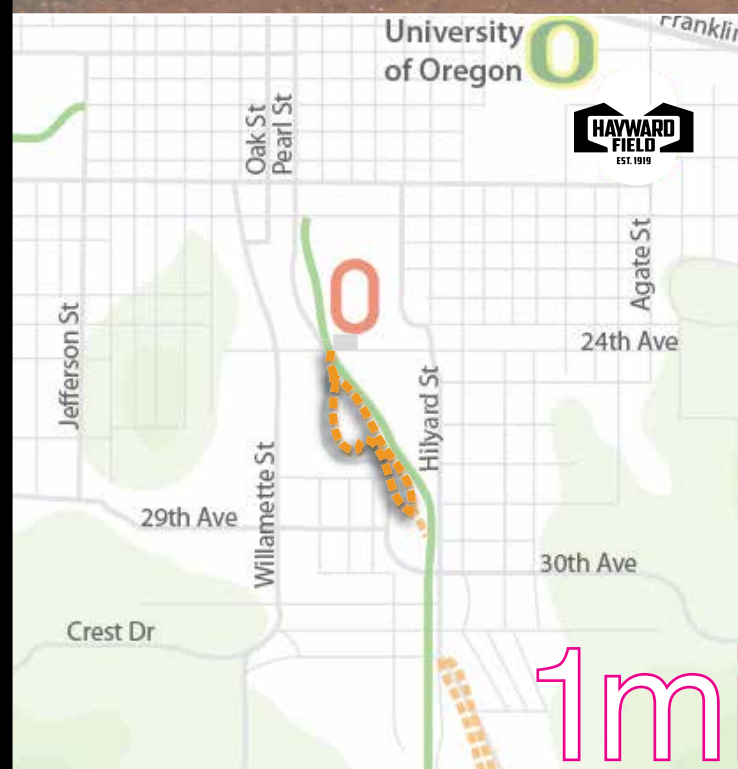 University
of Oregon
O
Franklin
HAYWARD
FIELD
EST. 1919
Oak St
Pearl St
Agate St
24th Ave
Jefferson St
Hilyard St
Willamette St
29th Ave
30th Ave
Crest Dr
1mi